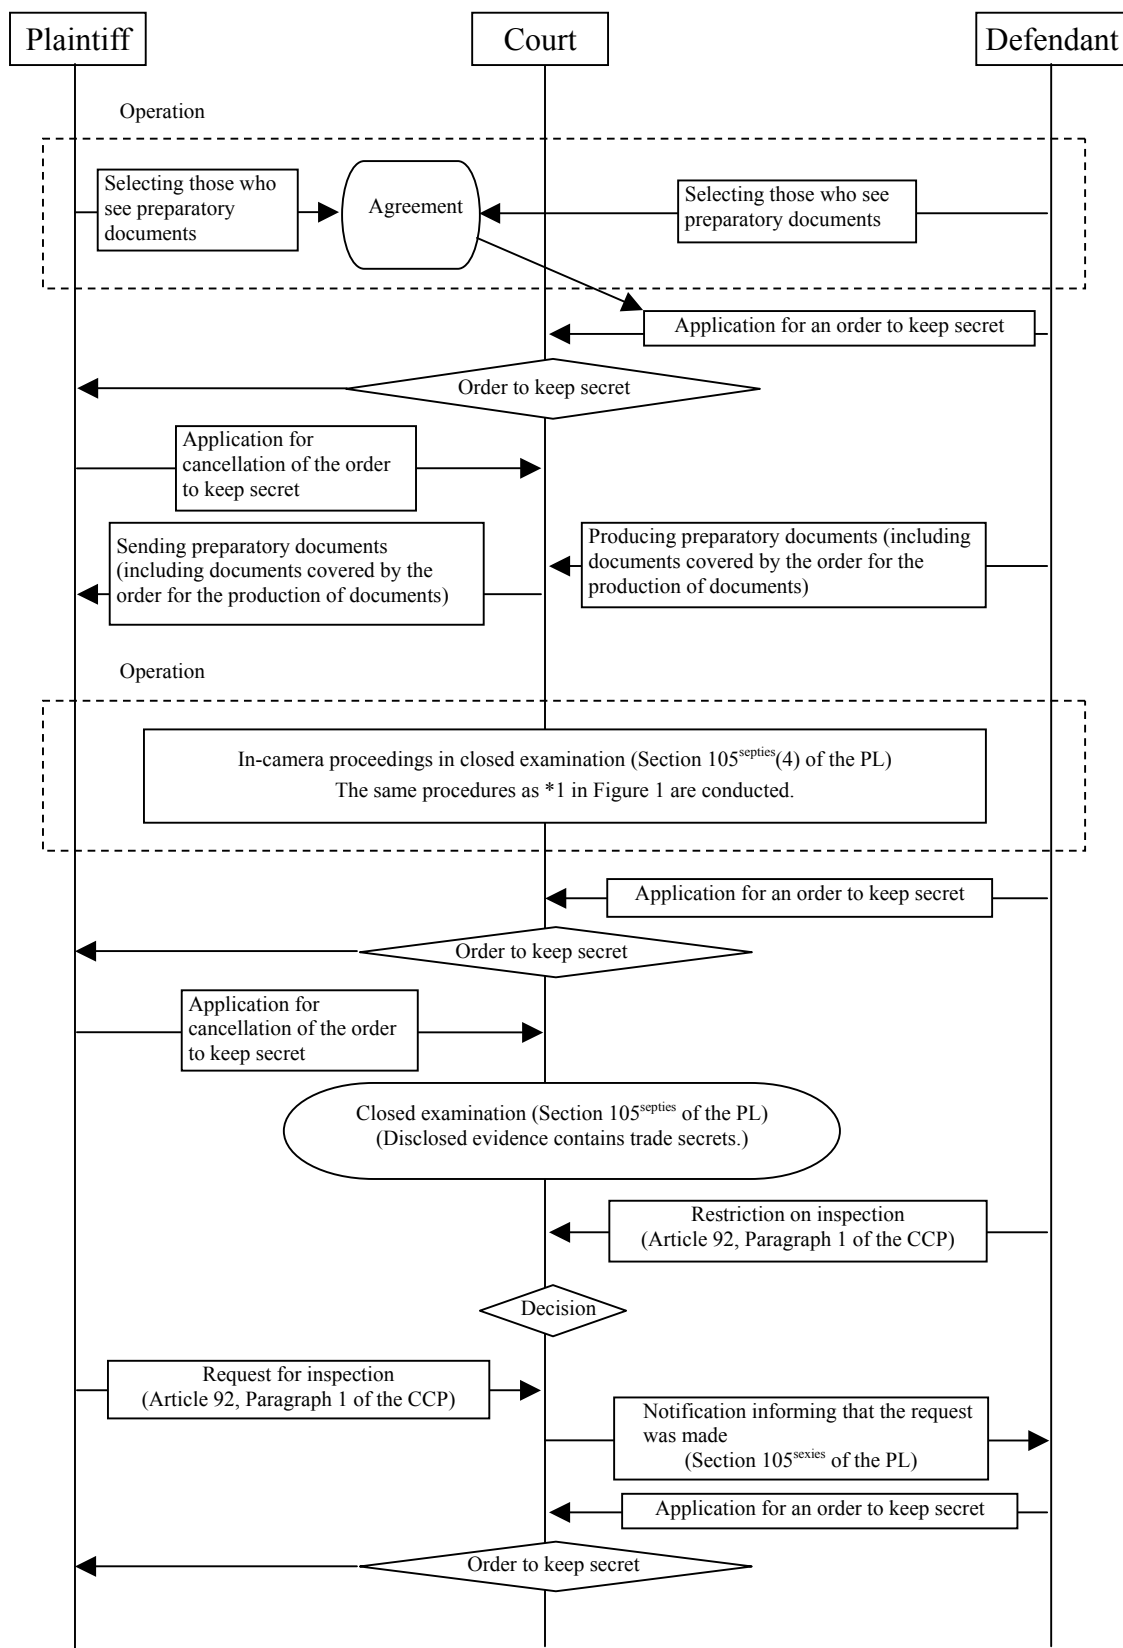 Plaintiff
Court
Defendant
Operation
Selecting those who
see preparatory
documents
Agreement
Selecting those who see
preparatory documents
Application for an order to keep secret
Order to keep secret
Application for
cancellation of the order
to keep secret
Sending preparatory documents
(including documents covered by the
order for the production of documents)
Producing preparatory documents (including
documents covered by the order for the
production of documents)
Operation
In-camera proceedings in closed examination (Section 105septies(4) of the PL)
The same procedures as *1 in Figure 1 are conducted.
Application for an order to keep secret
Order to keep secret
Application for
cancellation of the order
to keep secret
Closed examination (Section 105septies of the PL)
(Disclosed evidence contains trade secrets.)
Restriction on inspection
(Article 92, Paragraph 1 of the CCP)
Decision
Request for inspection
(Article 92, Paragraph 1 of the CCP)
Notification informing that the request
was made
(Section 105sexies of the PL)
Application for an order to keep secret
Order to keep secret